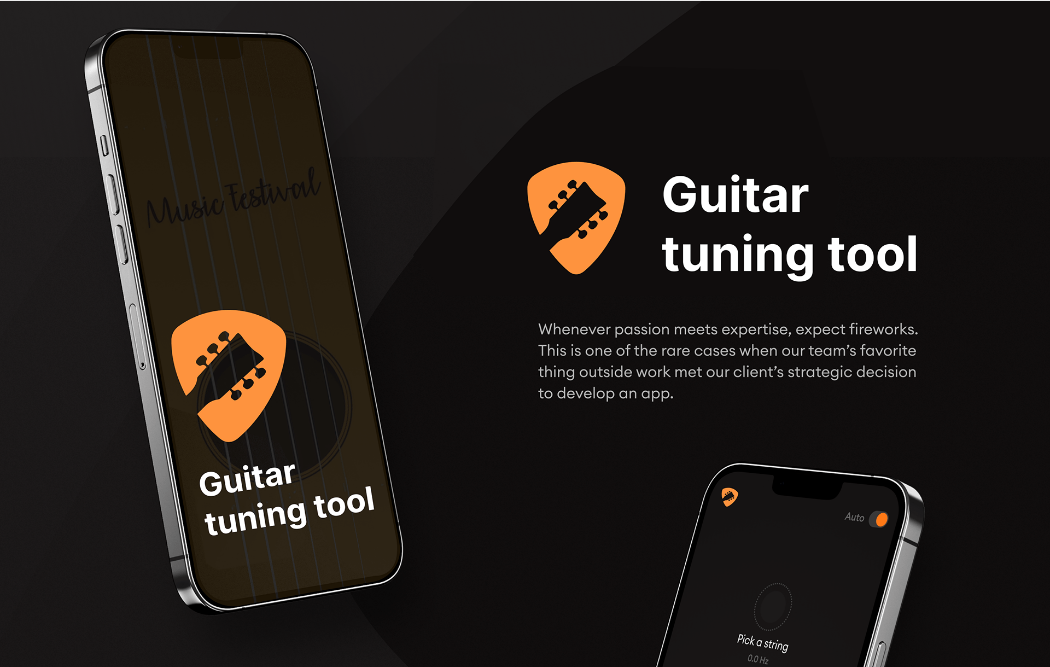 Music Festival
Guitar
tuning tool
Guitar
tuning tool
Whenever passion meets expertise, expect fireworks.
This is one of the rare cases when our team’s favorite
thing outside work met our client’s strategic decision
to develop an app.
Auto
Pick a string
0.0 Hz